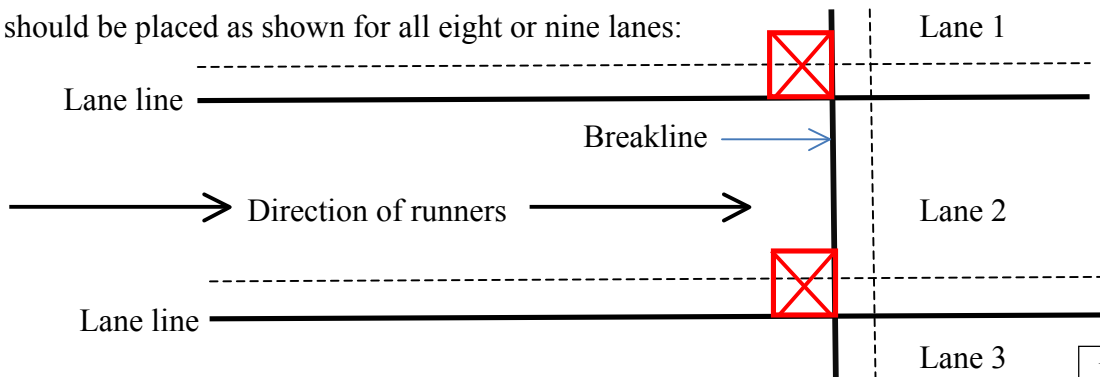 should be placed as shown for all eight or nine lanes:
Lane 1
Lane line
Breakline
Direction of runners
Lane 2
Lane line
Lane 3